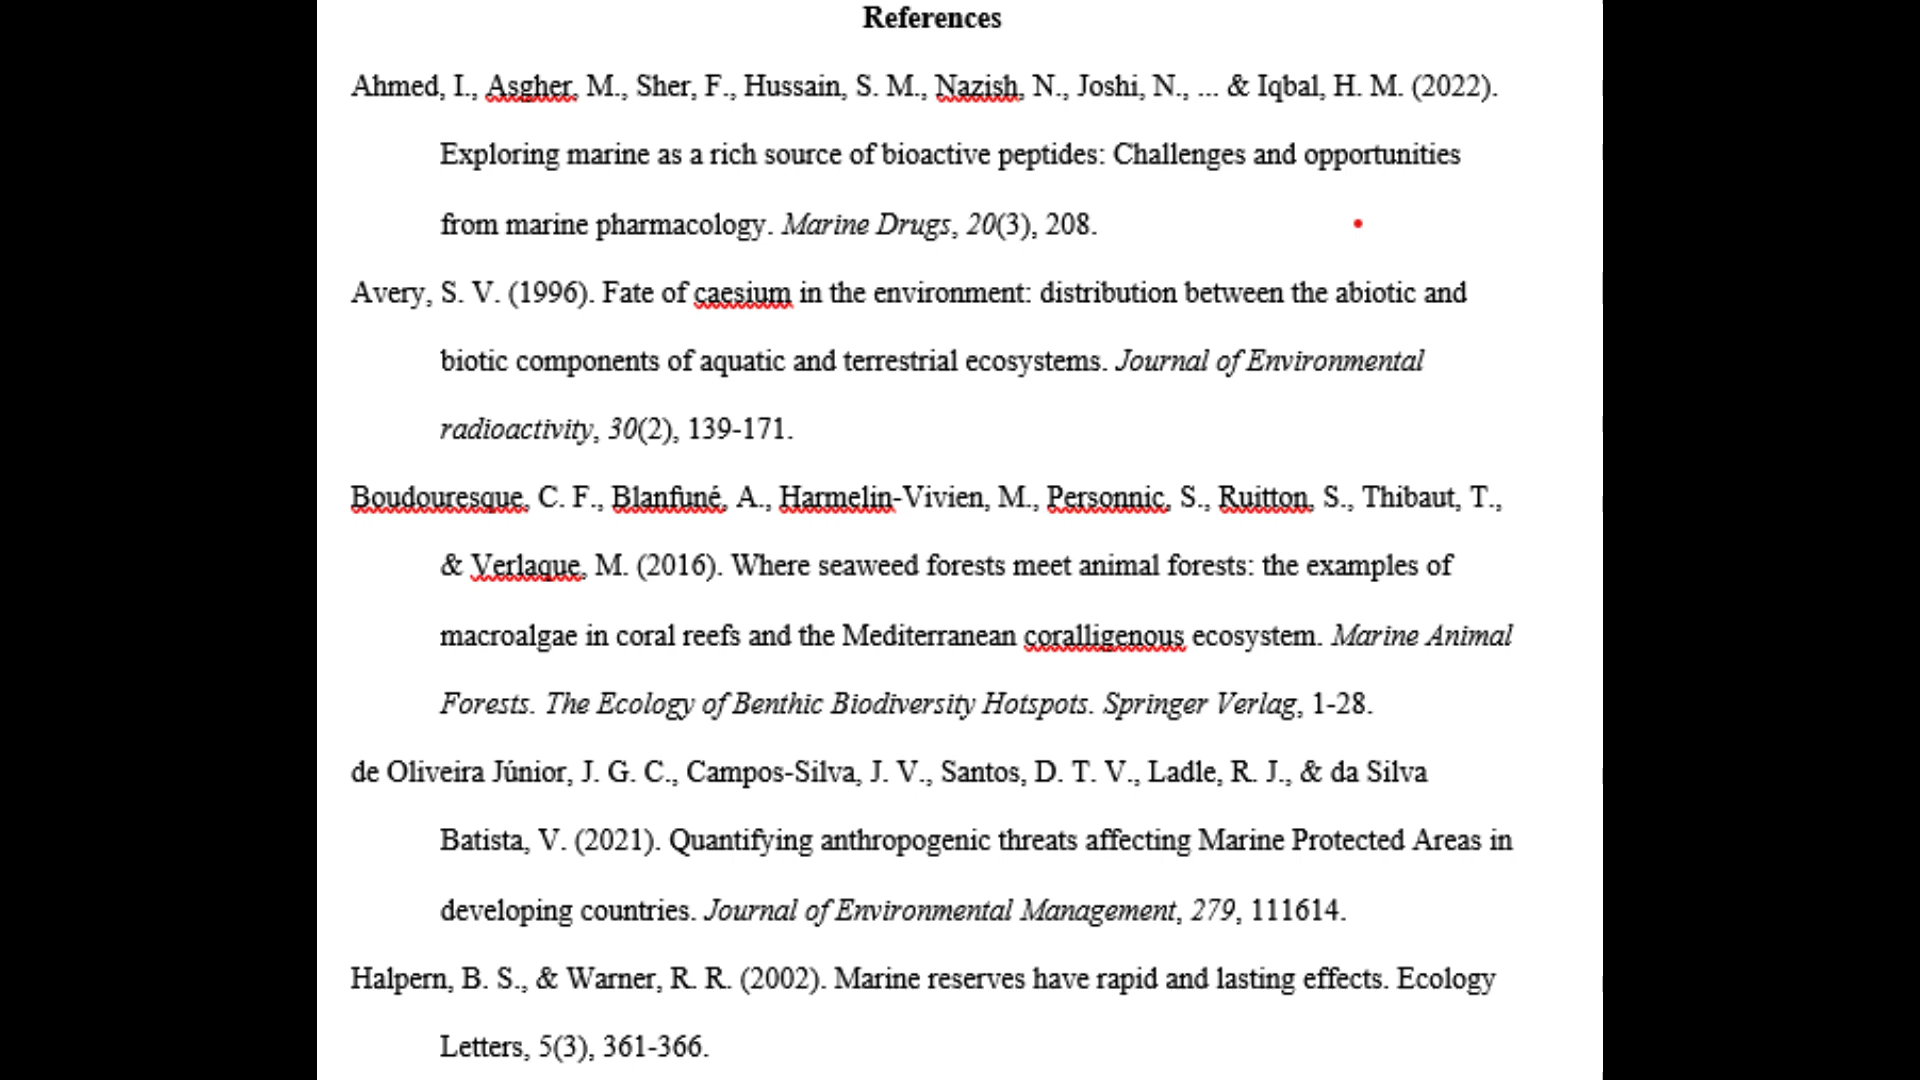 References
Ahmed, I., Asgher, M., Sher, F., Hussain, S. M., Nazish, N., Joshi, N., ... & Iqbal, H. M. (2022).
Exploring marine as a rich source of bioactive peptides: Challenges and opportunities
from marine pharmacology. Marine Drugs, 20(3), 208.
Avery, S. V. (1996). Fate of caesium in the environment: distribution between the abiotic and
biotic components of aquatic and terrestrial ecosystems. Journal of Environmental
radioactivity, 30(2), 139-171.
Boudouresque, C. F., Blanfuné, A., Harmelin-Vivien, M., Personnic, S., Ruitton, S., Thibaut, T.,
& Verlaque, M. (2016). Where seaweed forests meet animal forests: the examples of
macroalgae in coral reefs and the Mediterranean coralligenous ecosystem. Marine Animal
Forests. The Ecology of Benthic Biodiversity Hotspots. Springer Verlag, 1-28.
de Oliveira Júnior, J. G. C., Campos-Silva, J. V., Santos, D. T. V., Ladle, R. J., & da Silva
Batista, V. (2021). Quantifying anthropogenic threats affecting Marine Protected Areas in
developing countries. Journal of Environmental Management, 279, 111614.
Halpern, B. S., & Warner, R. R. (2002). Marine reserves have rapid and lasting effects. Ecology
Letters, 5(3), 361-366.